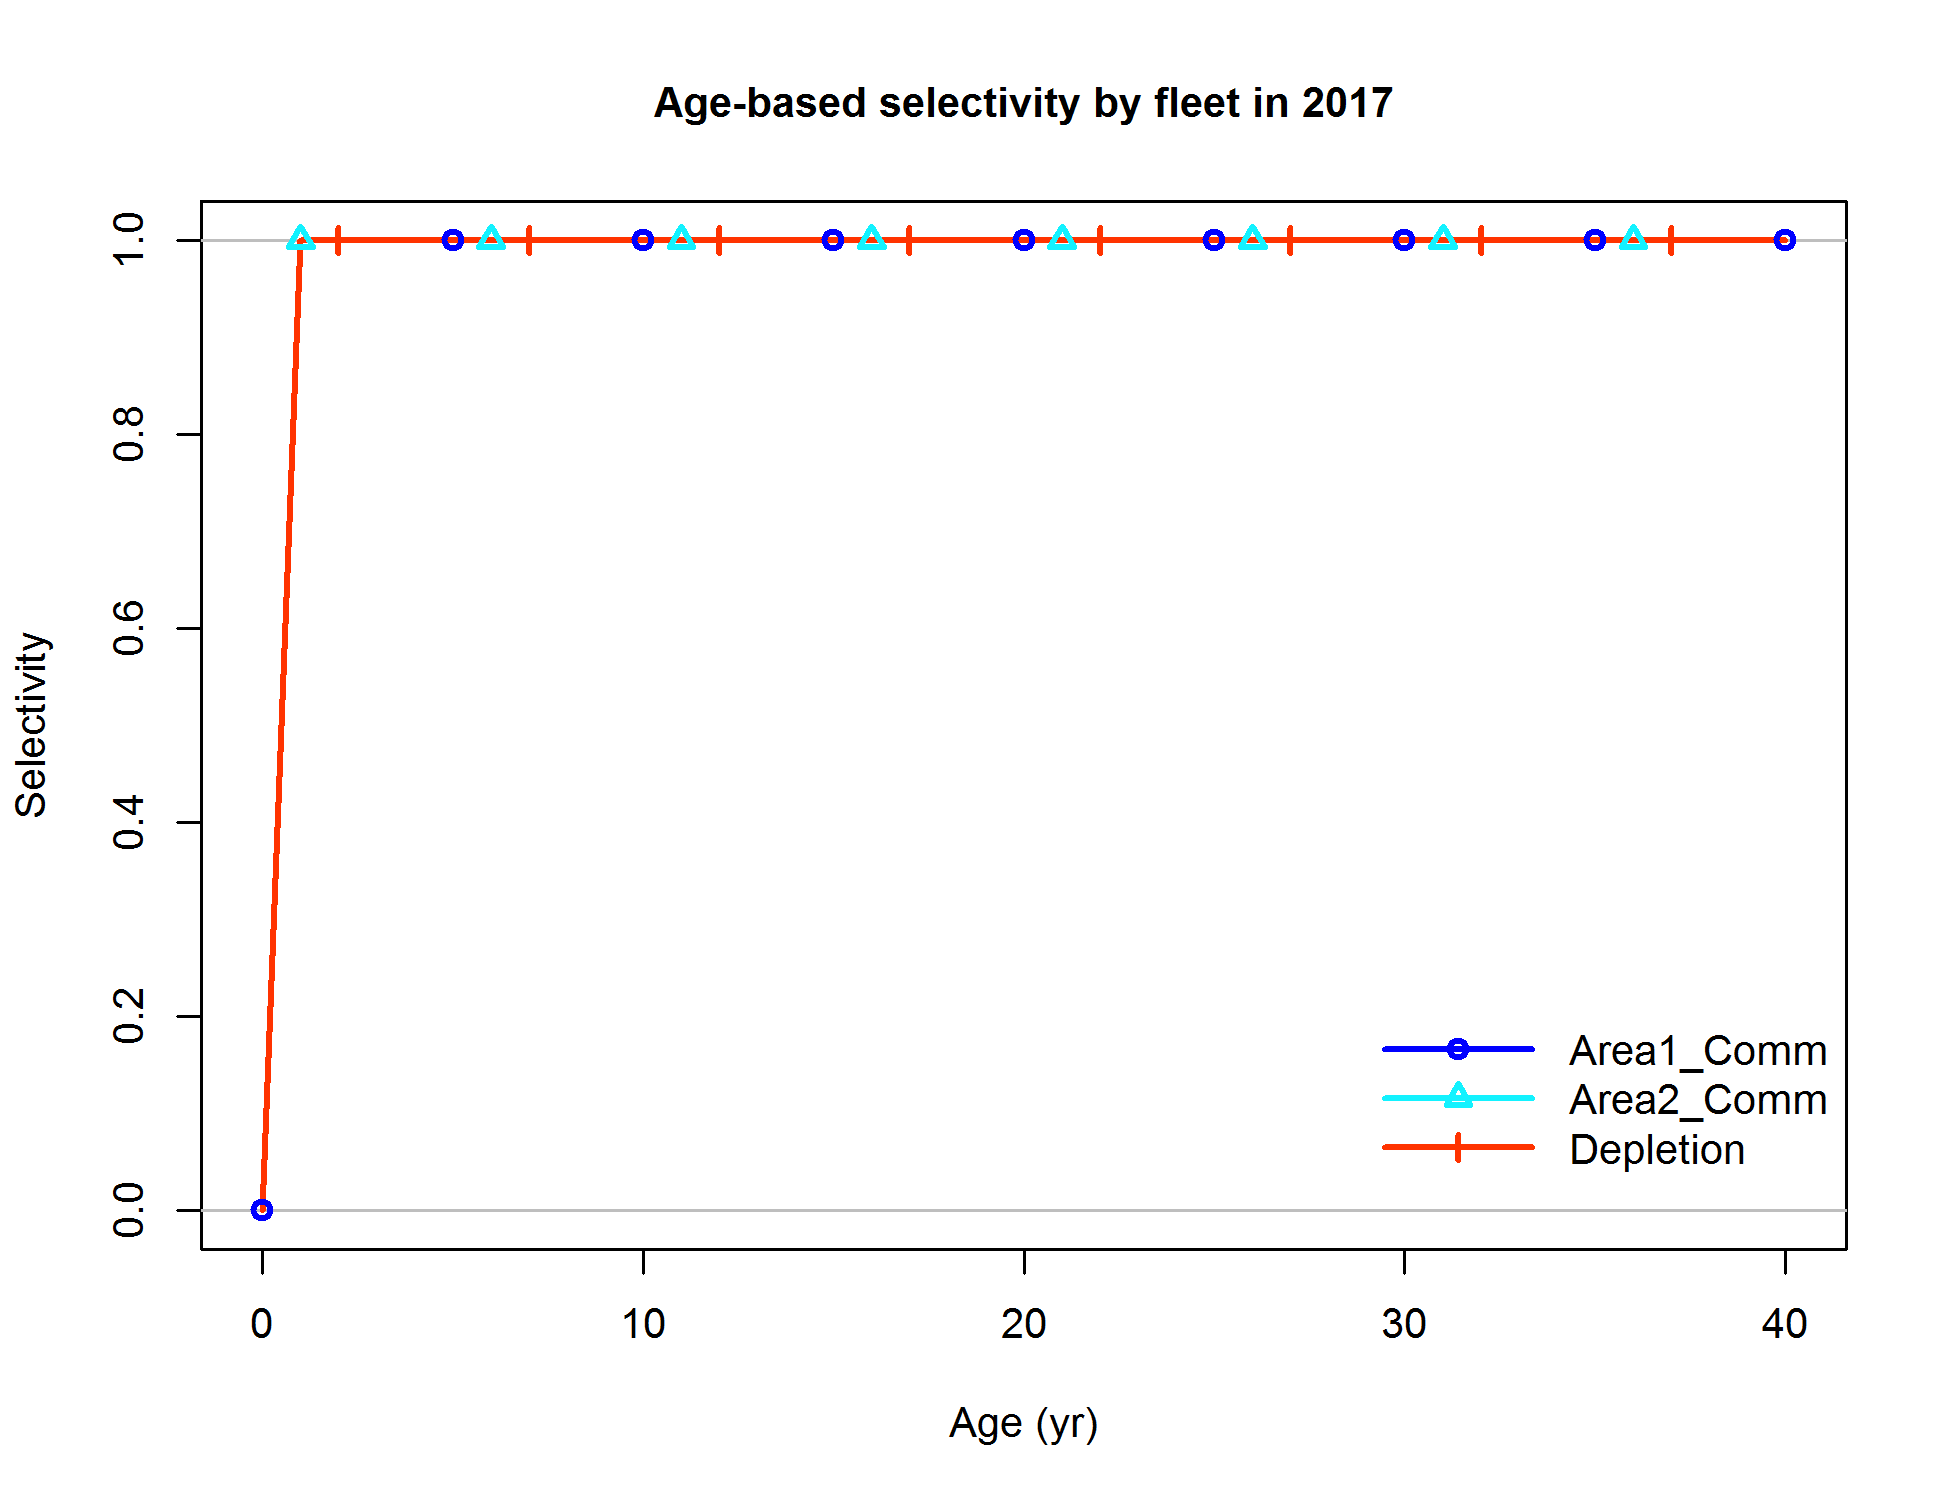 Age-based selectivity by fleet in 2017
Selectivity
1.0
0.8
0.6
0.4
0.2
0.0
Area1_Comm
Area2_Comm
Depletion
0 10 20 30 40
Age (yr)